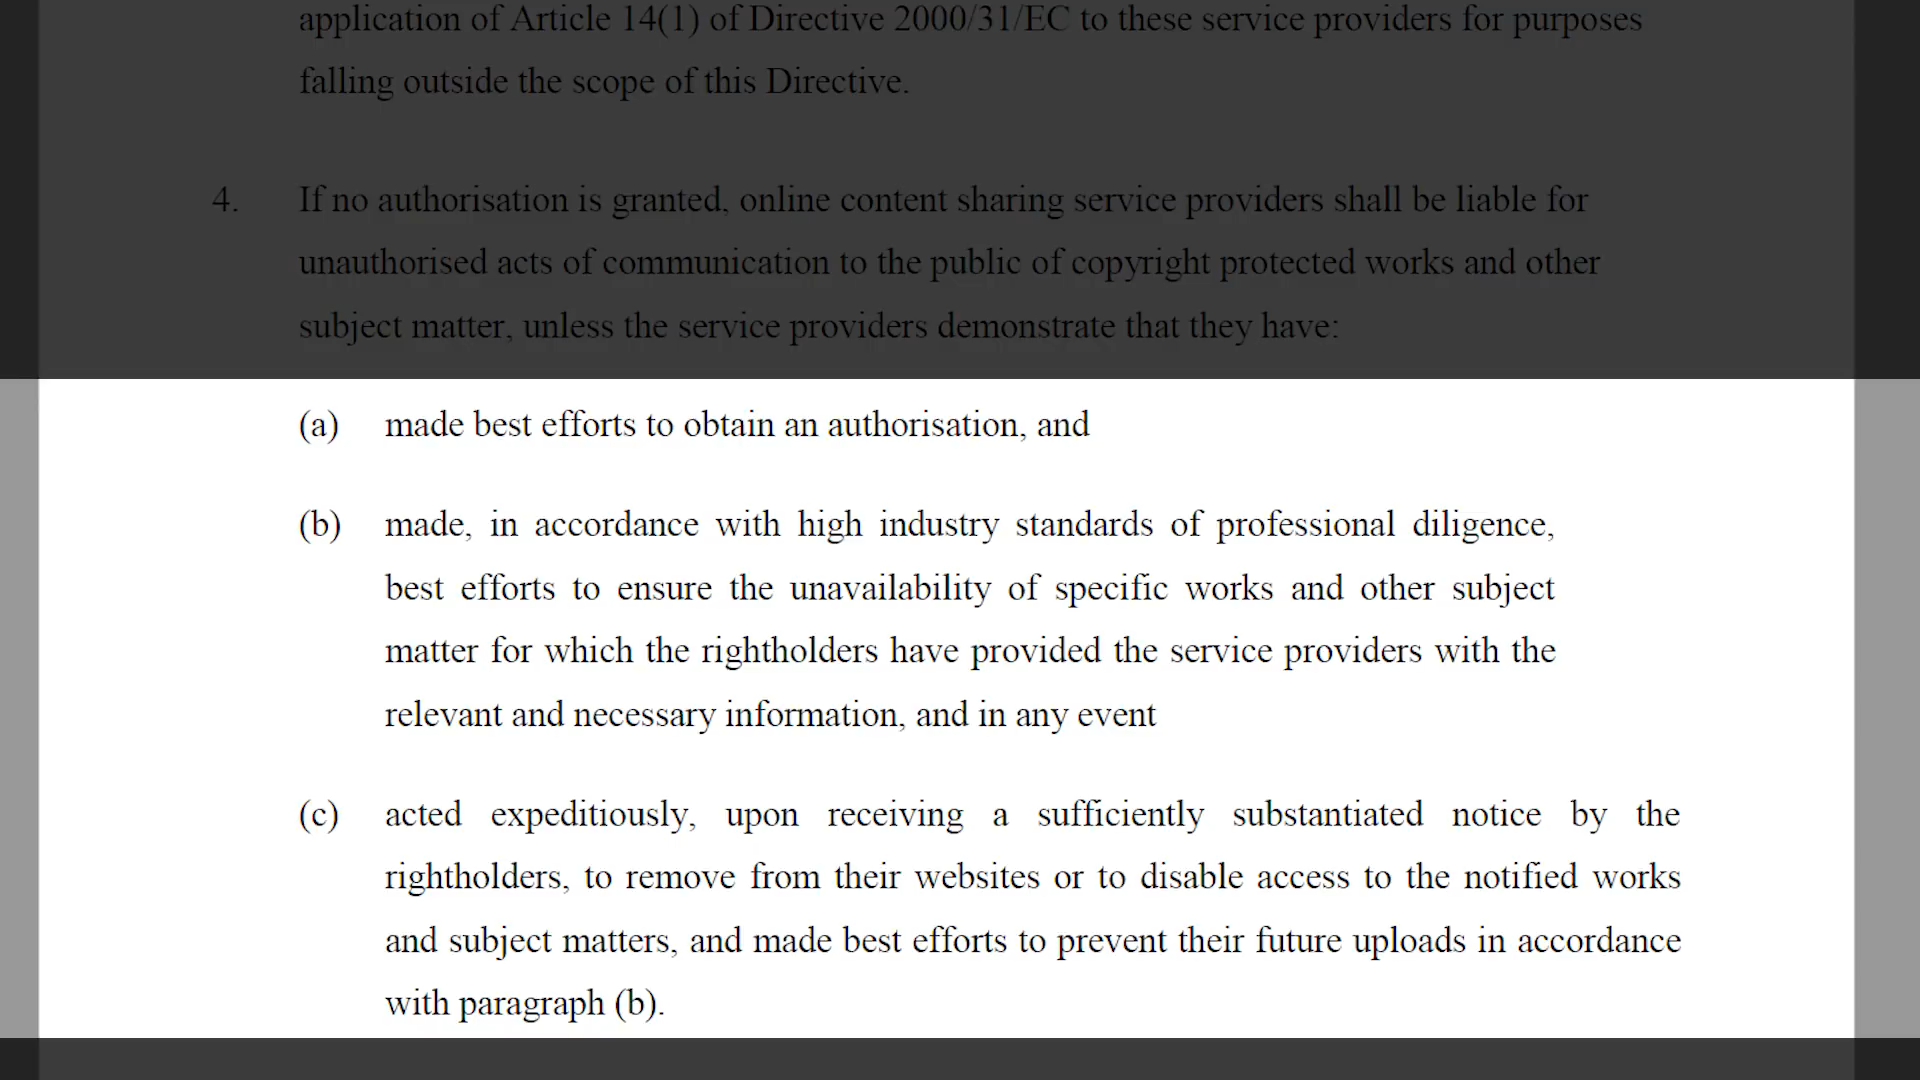 application of Article 14(1) of Directive 2000/31/EC to these service providers for purposes
falling outside the scope of this Directive.
4. If no authorisation is granted, online content sharing service providers shall be liable for
unauthorised acts of communication to the public of copyright protected works and other
subject matter, unless the service providers demonstrate that they have:
(a) made best efforts to obtain an authorisation, and
(b) made, in accordance with high industry standards of professional diligence,
best efforts to ensure the unavailability of specific works and other subject
matter for which the rightholders have provided the service providers with the
relevant and necessary information, and in any event
(c) acted expeditiously, upon receiving a sufficiently substantiated notice by the
rightholders, to remove from their websites or to disable access to the notified works
and subject matters, and made best efforts to prevent their future uploads in accordance
with paragraph (b).